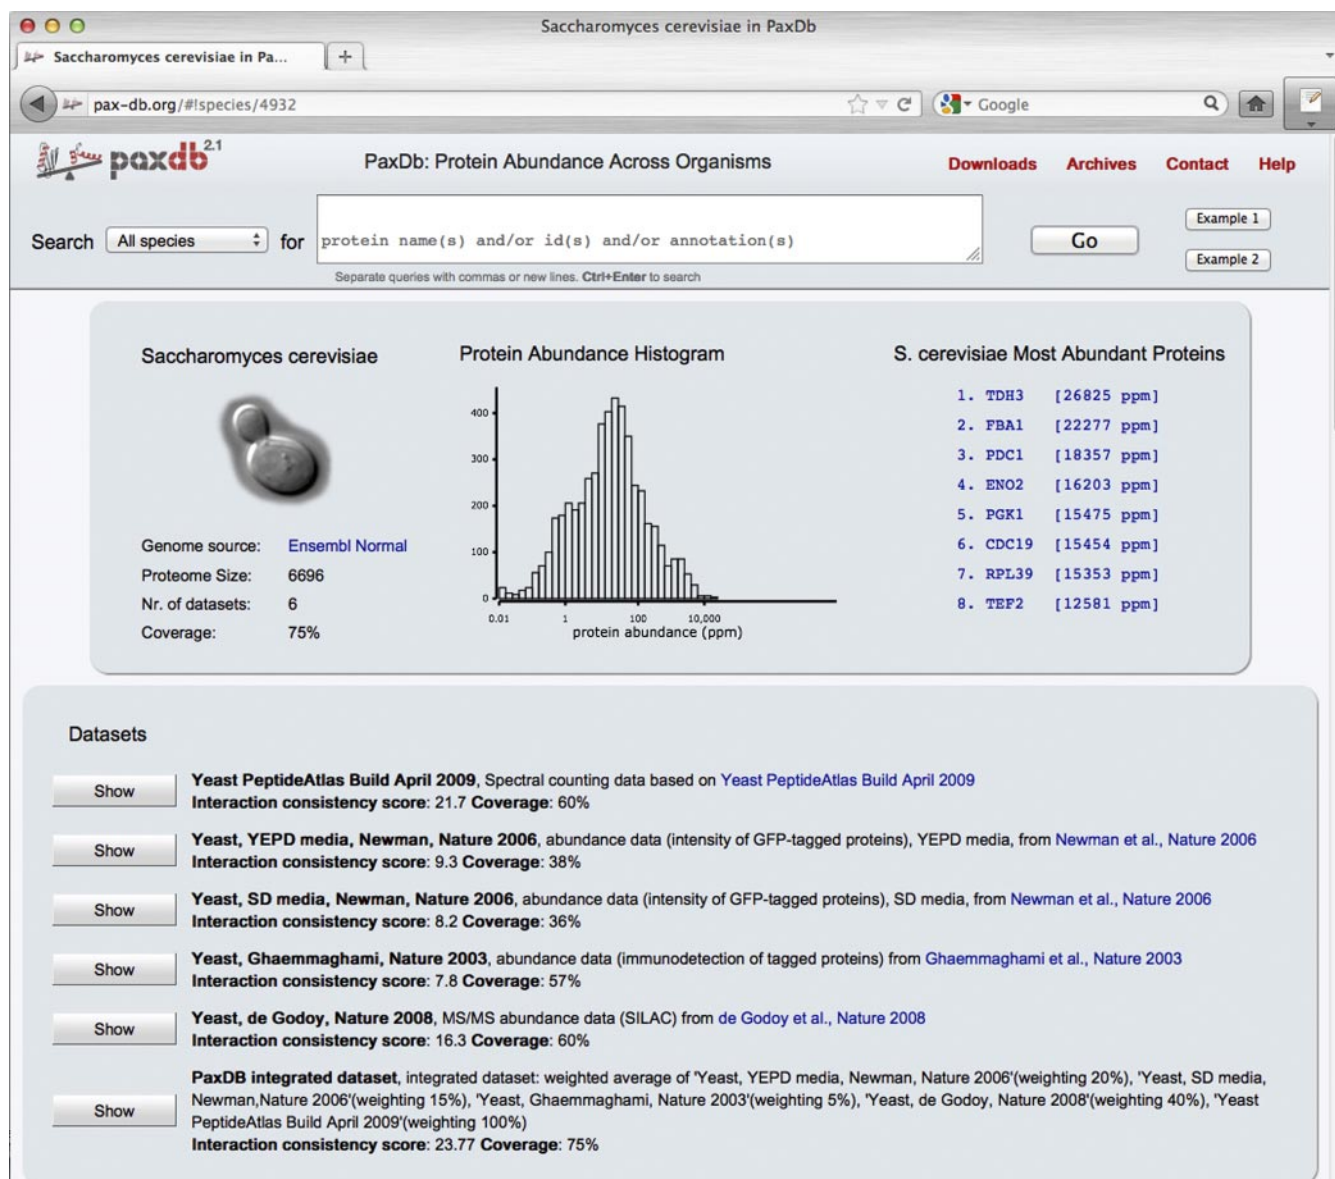 Saccharomyces cerevisiae in PaxDb
Saccharomyces cerevisiae in Pa...
pax-db.org/#!species/4932
Google
paxdb 2.1
PaxDb: Protein Abundance Across Organisms
Downloads Archives Contact Help
Search All species for protein name(s) and/or id(s) and/or annotation(s) Go
Example 1
Example 2
Separate queries with commas or new lines. Ctrl+Enter to search
Saccharomyces cerevisiae
Genome source: Ensembl Normal
Proteome Size: 6696
Nr. of datasets: 6
Coverage: 75%
Protein Abundance Histogram
400
300
200
100
0
0.01 1 100 10,000
protein abundance (ppm)
S. cerevisiae Most Abundant Proteins
1. TDH3 [26825 ppm]
2. FBA1 [22277 ppm]
3. PDC1 [18357 ppm]
4. ENO2 [16203 ppm]
5. PGK1 [15475 ppm]
6. CDC19 [15454 ppm]
7. RPL39 [15353 ppm]
8. TEF2 [12581 ppm]
Datasets
Show
Yeast PeptideAtlas Build April 2009, Spectral counting data based on Yeast PeptideAtlas Build April 2009
Interaction consistency score: 21.7 Coverage: 60%
Show
Yeast, YEPD media, Newman, Nature 2006, abundance data (intensity of GFP-tagged proteins), YEPD media, from Newman et al., Nature 2006
Interaction consistency score: 9.3 Coverage: 38%
Show
Yeast, SD media, Newman, Nature 2006, abundance data (intensity of GFP-tagged proteins), SD media, from Newman et al., Nature 2006
Interaction consistency score: 8.2 Coverage: 36%
Show
Yeast, Ghaemmaghami, Nature 2003, abundance data (immunodetection of tagged proteins) from Ghaemmaghami et al., Nature 2003
Interaction consistency score: 7.8 Coverage: 57%
Show
Yeast, de Godoy, Nature 2008, MS/MS abundance data (SILAC) from de Godoy et al., Nature 2008
Interaction consistency score: 16.3 Coverage: 60%
Show
PaxDB integrated dataset, integrated dataset: weighted average of 'Yeast, YEPD media, Newman, Nature 2006'(weighting 20%), 'Yeast, SD media,
Newman,Nature 2006'(weighting 15%), 'Yeast, Ghaemmaghami, Nature 2003'(weighting 5%), 'Yeast, de Godoy, Nature 2008'(weighting 40%), 'Yeast
PeptideAtlas Build April 2009'(weighting 100%)
Interaction consistency score: 23.77 Coverage: 75%